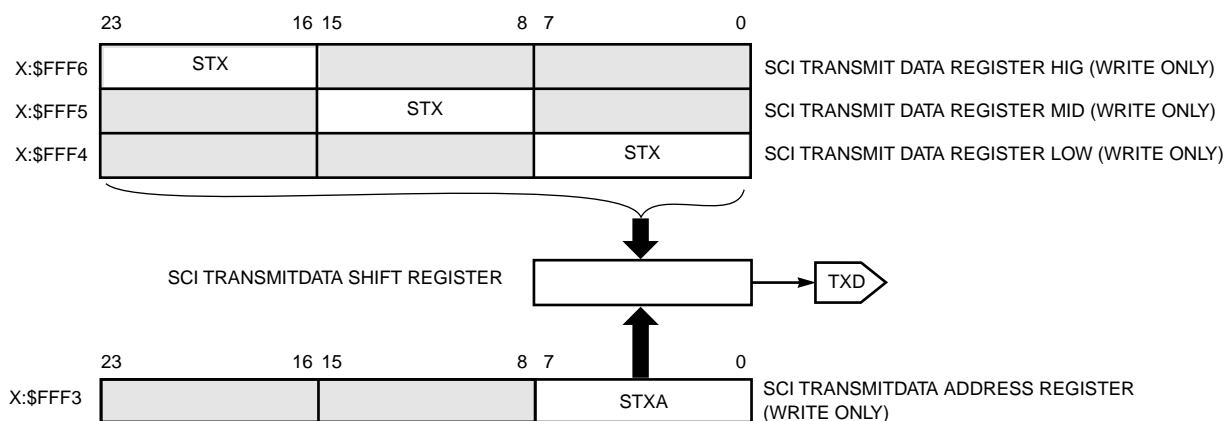 23 16 15 8 7 0
X:$FFF6 STX SCI TRANSMIT DATA REGISTER HIG (WRITE ONLY)
X:$FFF5 STX SCI TRANSMIT DATA REGISTER MID (WRITE ONLY)
X:$FFF4 STX SCI TRANSMIT DATA REGISTER LOW (WRITE ONLY)
SCI TRANSMITDATA SHIFT REGISTER TXD
23 16 15 8 7 0
X:$FFF3 STXA SCI TRANSMITDATA ADDRESS REGISTER
(WRITE ONLY)